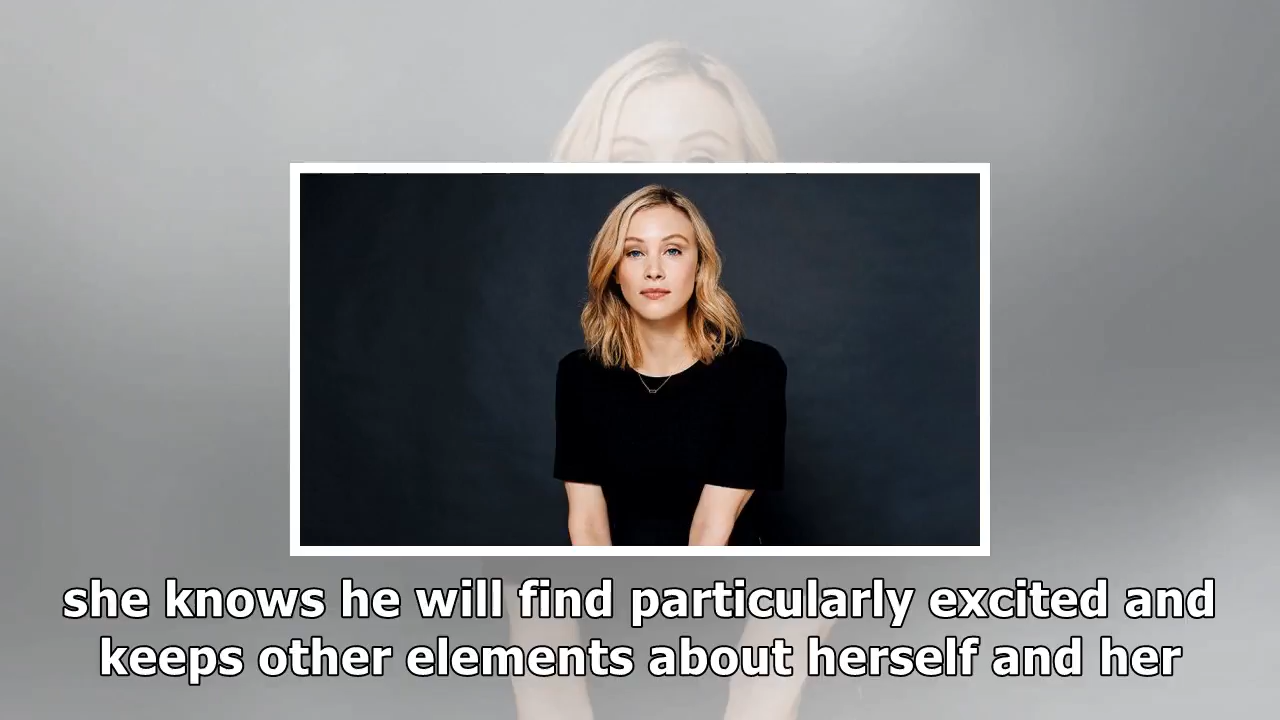 she knows he will find particularly excited and
keeps other elements about herself and her